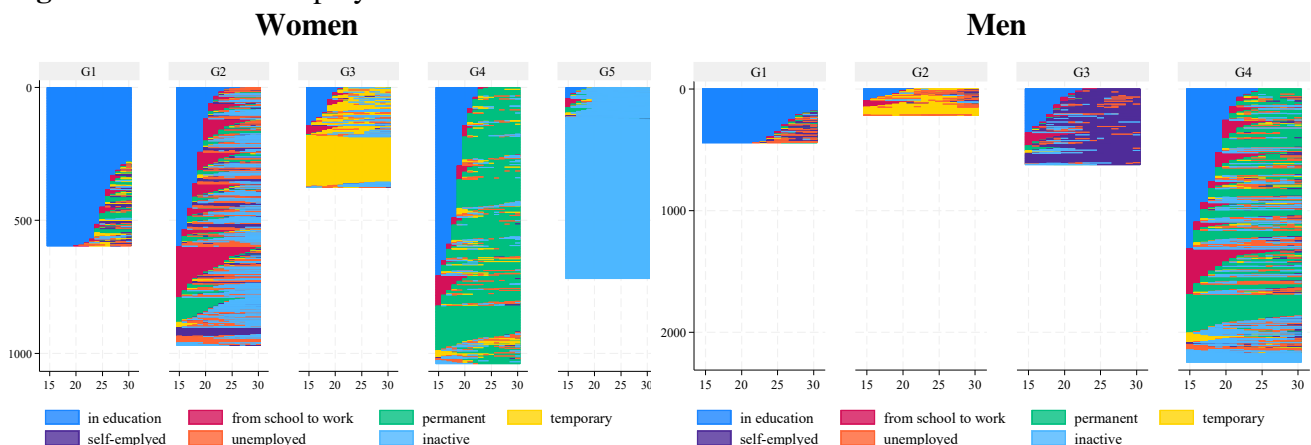 Women
G1 G2 G3 G4 G5
0
500
1000
15 20 25 30 15 20 25 30 15 20 25 30 15 20 25 30 15 20 25 30
in education from school to work permanent temporary
self-emplyed unemployed inactive
Men
G1 G2 G3 G4
0
1000
2000
15 20 25 30 15 20 25 30 15 20 25 30 15 20 25 30
in education from school to work permanent temporary
self-emplyed unemployed inactive